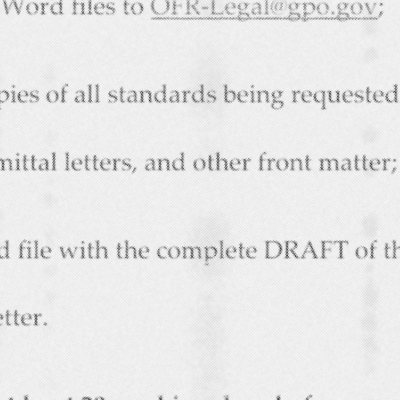 Word files to OFR-Legal@gpo.gov;
pies of all standards being requested
mittal letters, and other front matter;
d file with the complete DRAFT of th
etter.